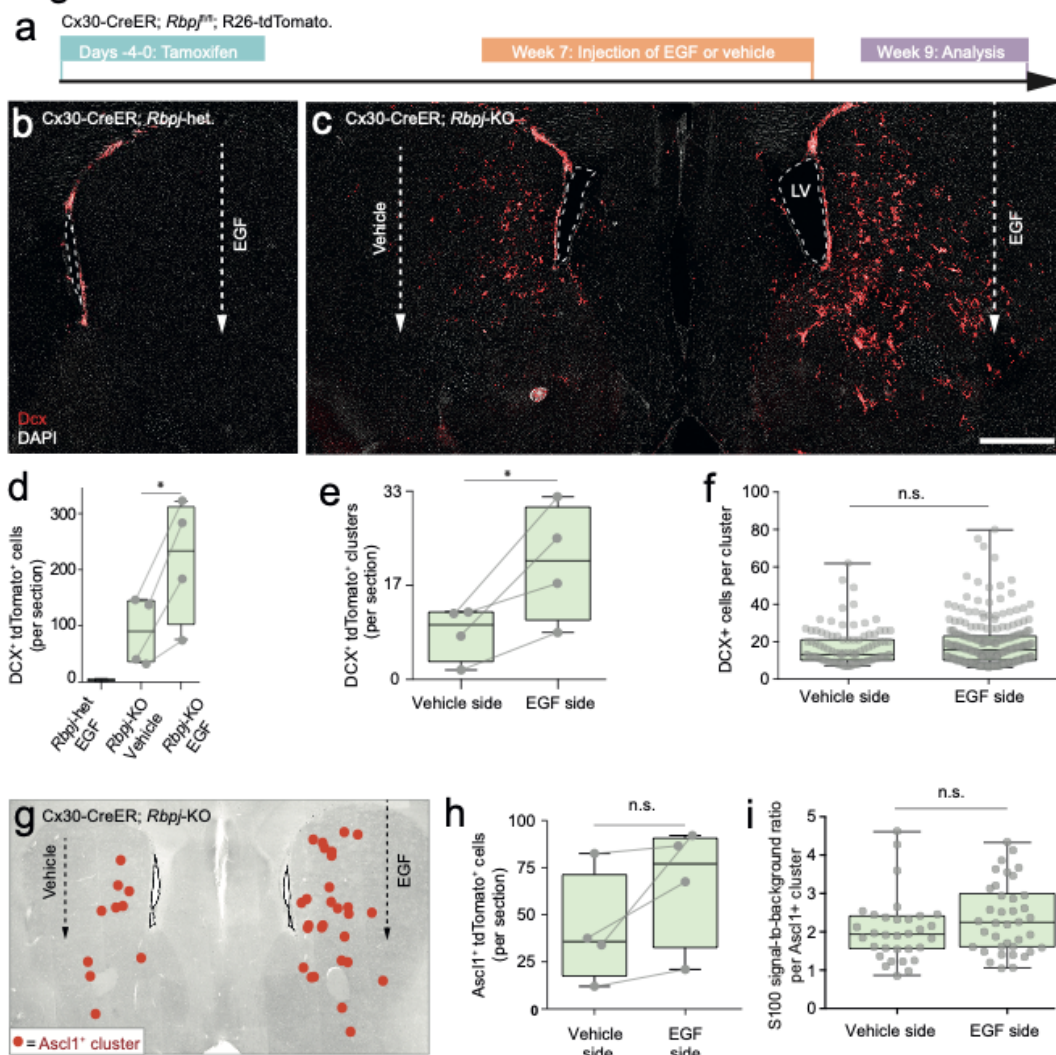 a
Cx30-CreER; Rbpjfl/fl; R26-tdTomato.
Days -4-0: Tamoxifen
Week 7: Injection of EGF or vehicle
Week 9: Analysis
b
Cx30-CreER; Rbpj-het.
EGF
Dcx
DAPI
c
Cx30-CreER; Rbpj-KO
Vehicle
LV
EGF
d
DCX+ tdTomato+ cells
(per section)
300
200
100
0
*
Rbpj-het
EGF
Rbpj-KO
Vehicle
Rbpj-KO
EGF
e
DCX+ tdTomato+ clusters
(per section)
33
17
0
*
Vehicle side
EGF side
f
DCX+ cells per cluster
100
80
60
40
20
0
n.s.
Vehicle side
EGF side
g
Cx30-CreER; Rbpj-KO
Vehicle
EGF
= Ascl1+ cluster
h
Ascl1+ tdTomato+ cells
(per section)
100
75
50
25
0
n.s.
Vehicle
side
EGF
side
i
S100 signal-to-background ratio
per Ascl1+ cluster
5
4
3
2
1
0
n.s.
Vehicle side
EGF side